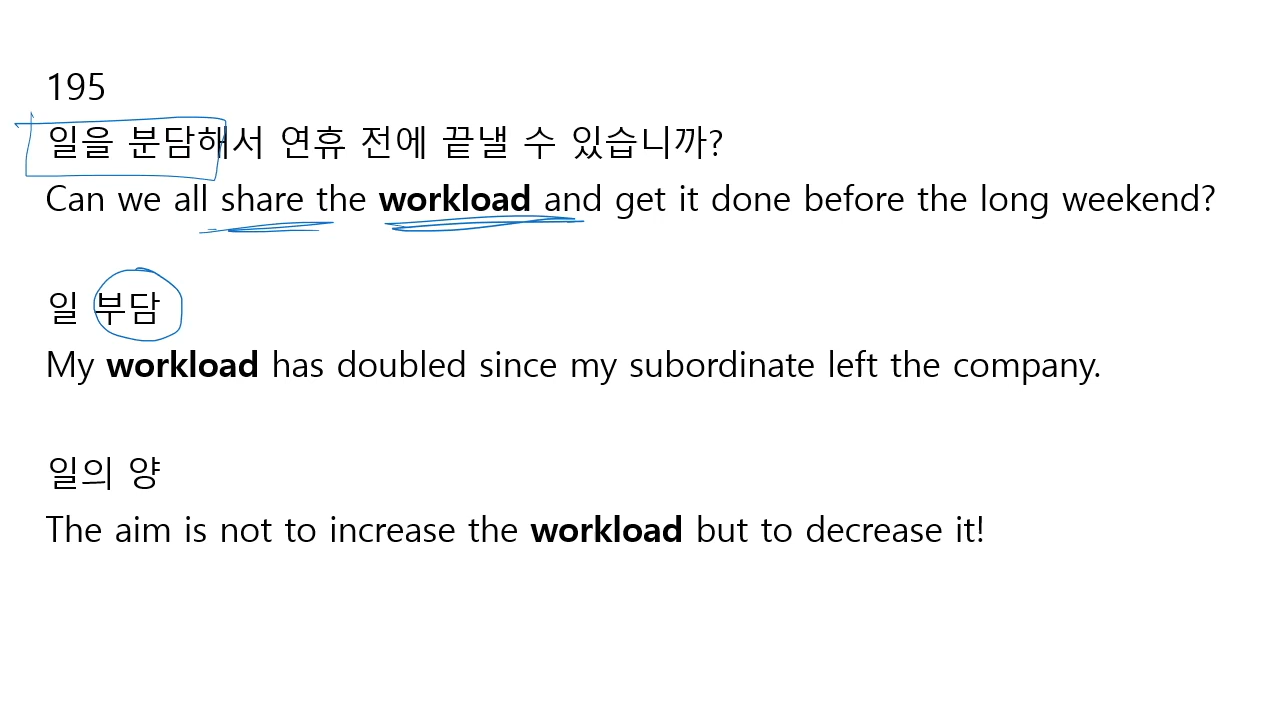 195
일을 분담해서 연휴 전에 끝낼 수 있습니까?
Can we all share the workload and get it done before the long weekend?
일 부담
My workload has doubled since my subordinate left the company.
일의 양
The aim is not to increase the workload but to decrease it!